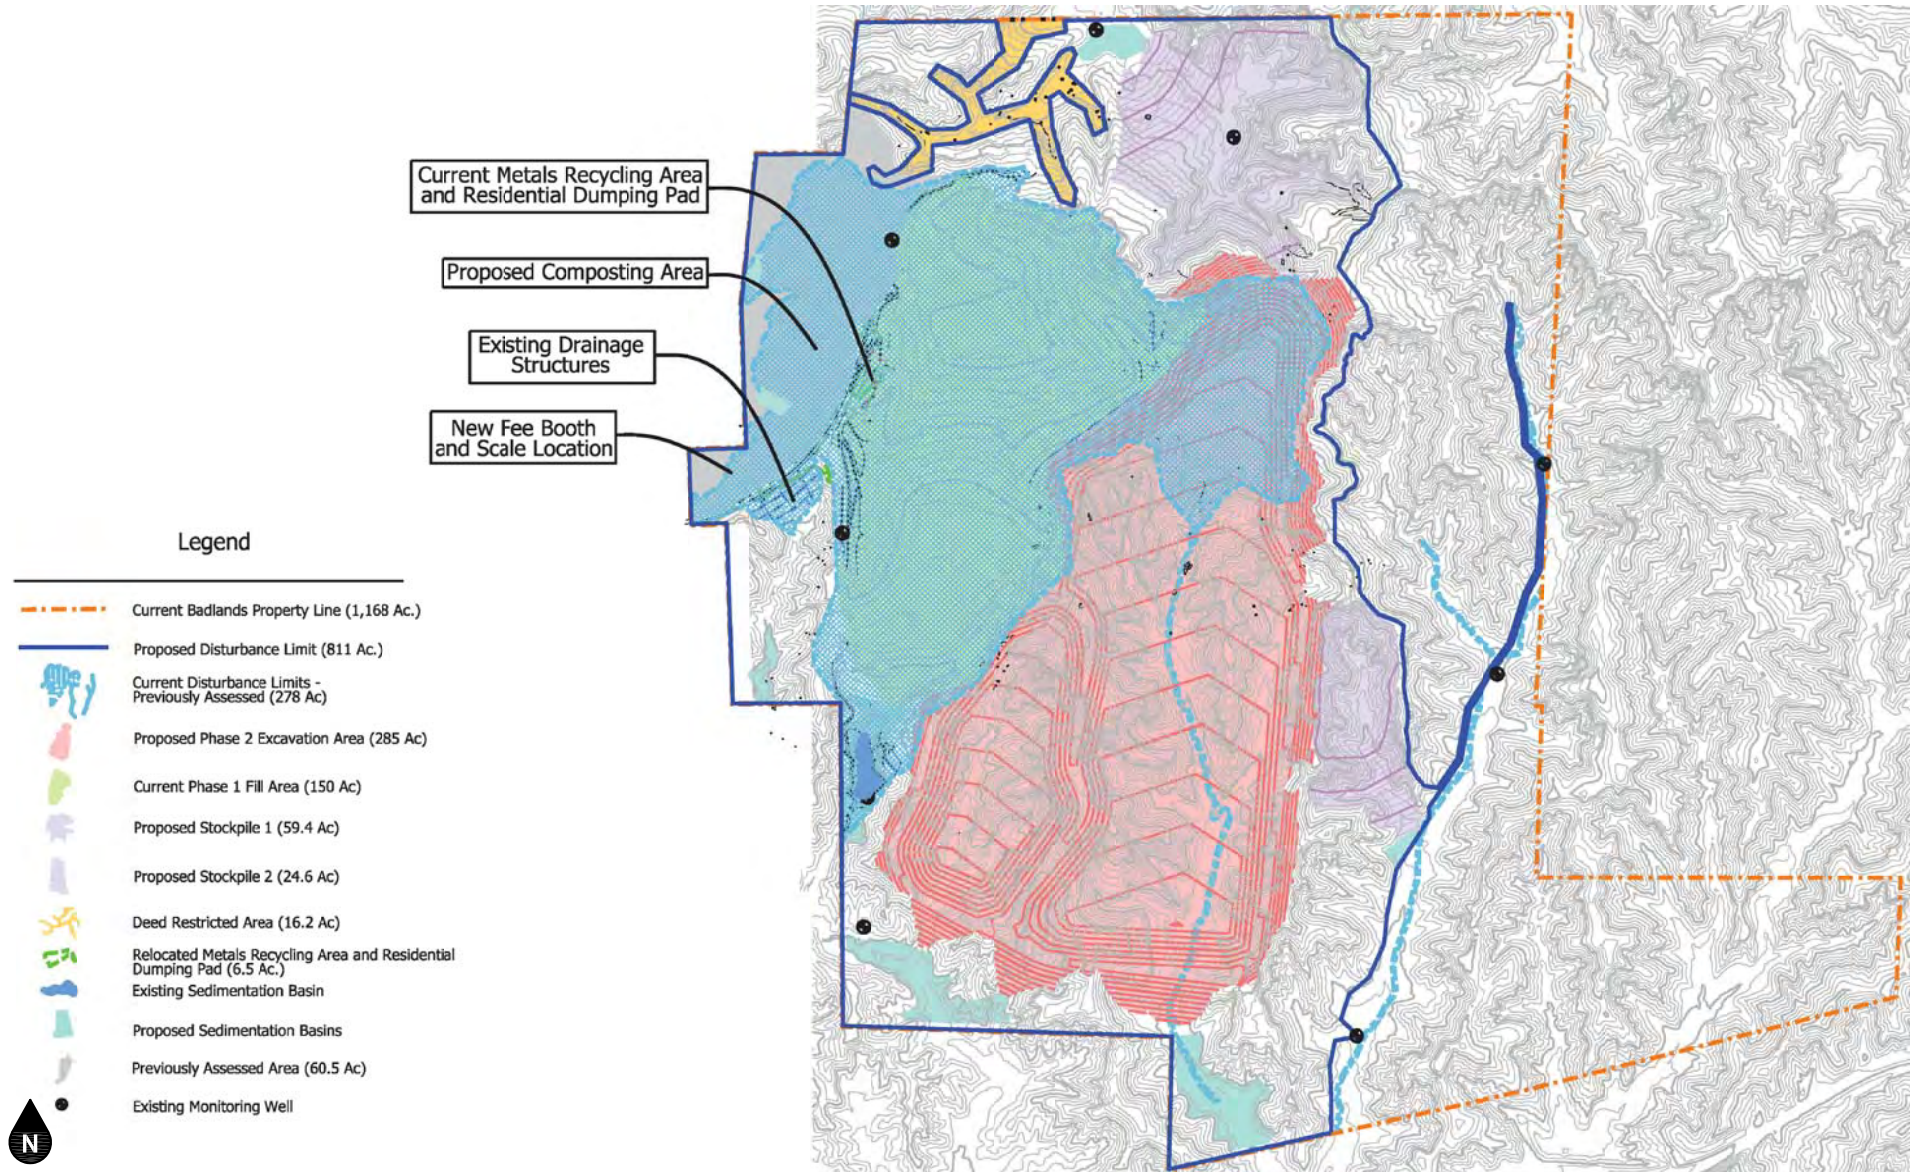 Current Metals Recycling Area
and Residential Dumping Pad
Proposed Composting Area
Existing Drainage
Structures
New Fee Booth
and Scale Location
Legend
Current Badlands Property Line (1,168 Ac.)
Proposed Disturbance Limit (811 Ac.)
Current Disturbance Limits -
Previously Assessed (278 Ac)
Proposed Phase 2 Excavation Area (285 Ac)
Current Phase 1 Fill Area (150 Ac)
Proposed Stockpile 1 (59.4 Ac)
Proposed Stockpile 2 (24.6 Ac)
Deed Restricted Area (16.2 Ac)
Relocated Metals Recycling Area and Residential
Dumping Pad (6.5 Ac.)
Existing Sedimentation Basin
Proposed Sedimentation Basins
Previously Assessed Area (60.5 Ac)
Existing Monitoring Well
N